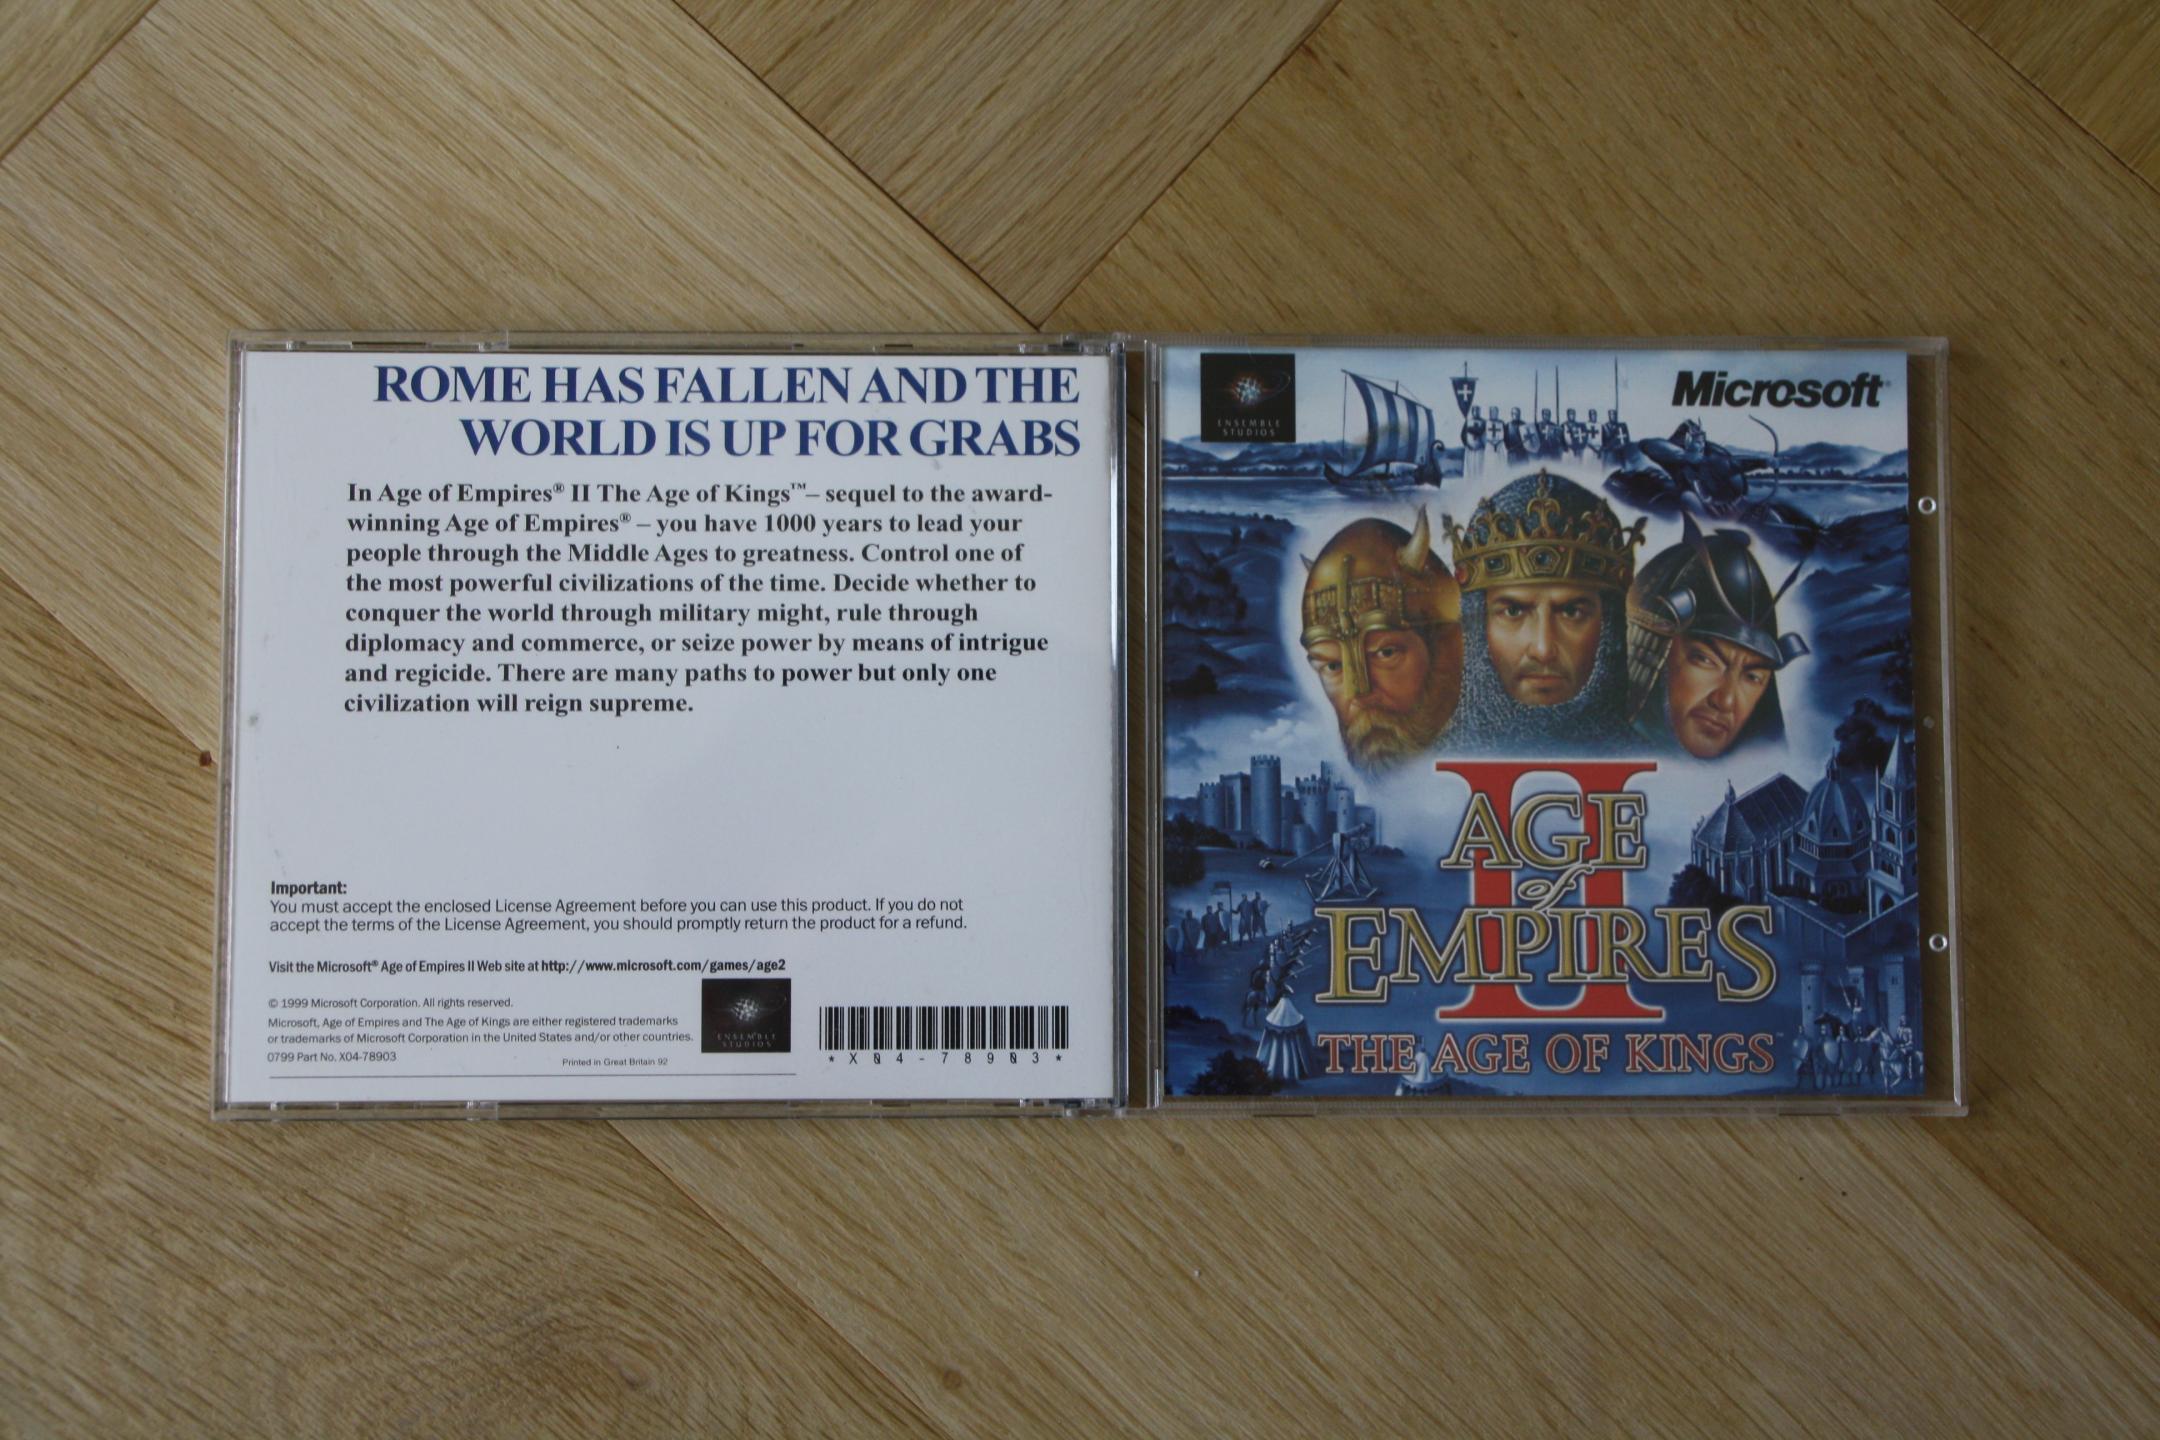 ROME HAS FALLEN AND THE
WORLD IS UP FOR GRABS
In Age of Empires® II The Age of Kings™– sequel to the award-
winning Age of Empires® – you have 1000 years to lead your
people through the Middle Ages to greatness. Control one of
the most powerful civilizations of the time. Decide whether to
conquer the world through military might, rule through
diplomacy and commerce, or seize power by means of intrigue
and regicide. There are many paths to power but only one
civilization will reign supreme.
Important:
You must accept the enclosed License Agreement before you can use this product. If you do not
accept the terms of the License Agreement, you should promptly return the product for a refund.
Visit the Microsoft® Age of Empires II Web site at http://www.microsoft.com/games/age2
© 1999 Microsoft Corporation. All rights reserved.
Microsoft, Age of Empires and The Age of Kings are either registered trademarks
or trademarks of Microsoft Corporation in the United States and/or other countries.
0799 Part No. X04-78903
Printed in Great Britain 92
ENSEMBLE
STUDIOS
*X04-78903*
ENSEMBLE
STUDIOS
Microsoft®
II
AGE
of
EMPIRES
THE AGE OF KINGS™